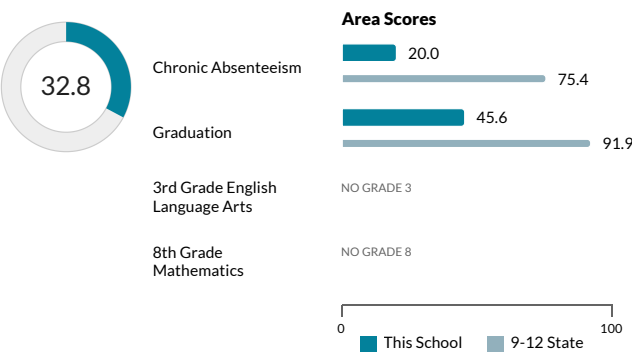 Area Scores
32.8
Chronic Absenteeism
20.0
75.4
Graduation
45.6
91.9
3rd Grade English
Language Arts
NO GRADE 3
8th Grade
Mathematics
NO GRADE 8
0
100
This School
9-12 State